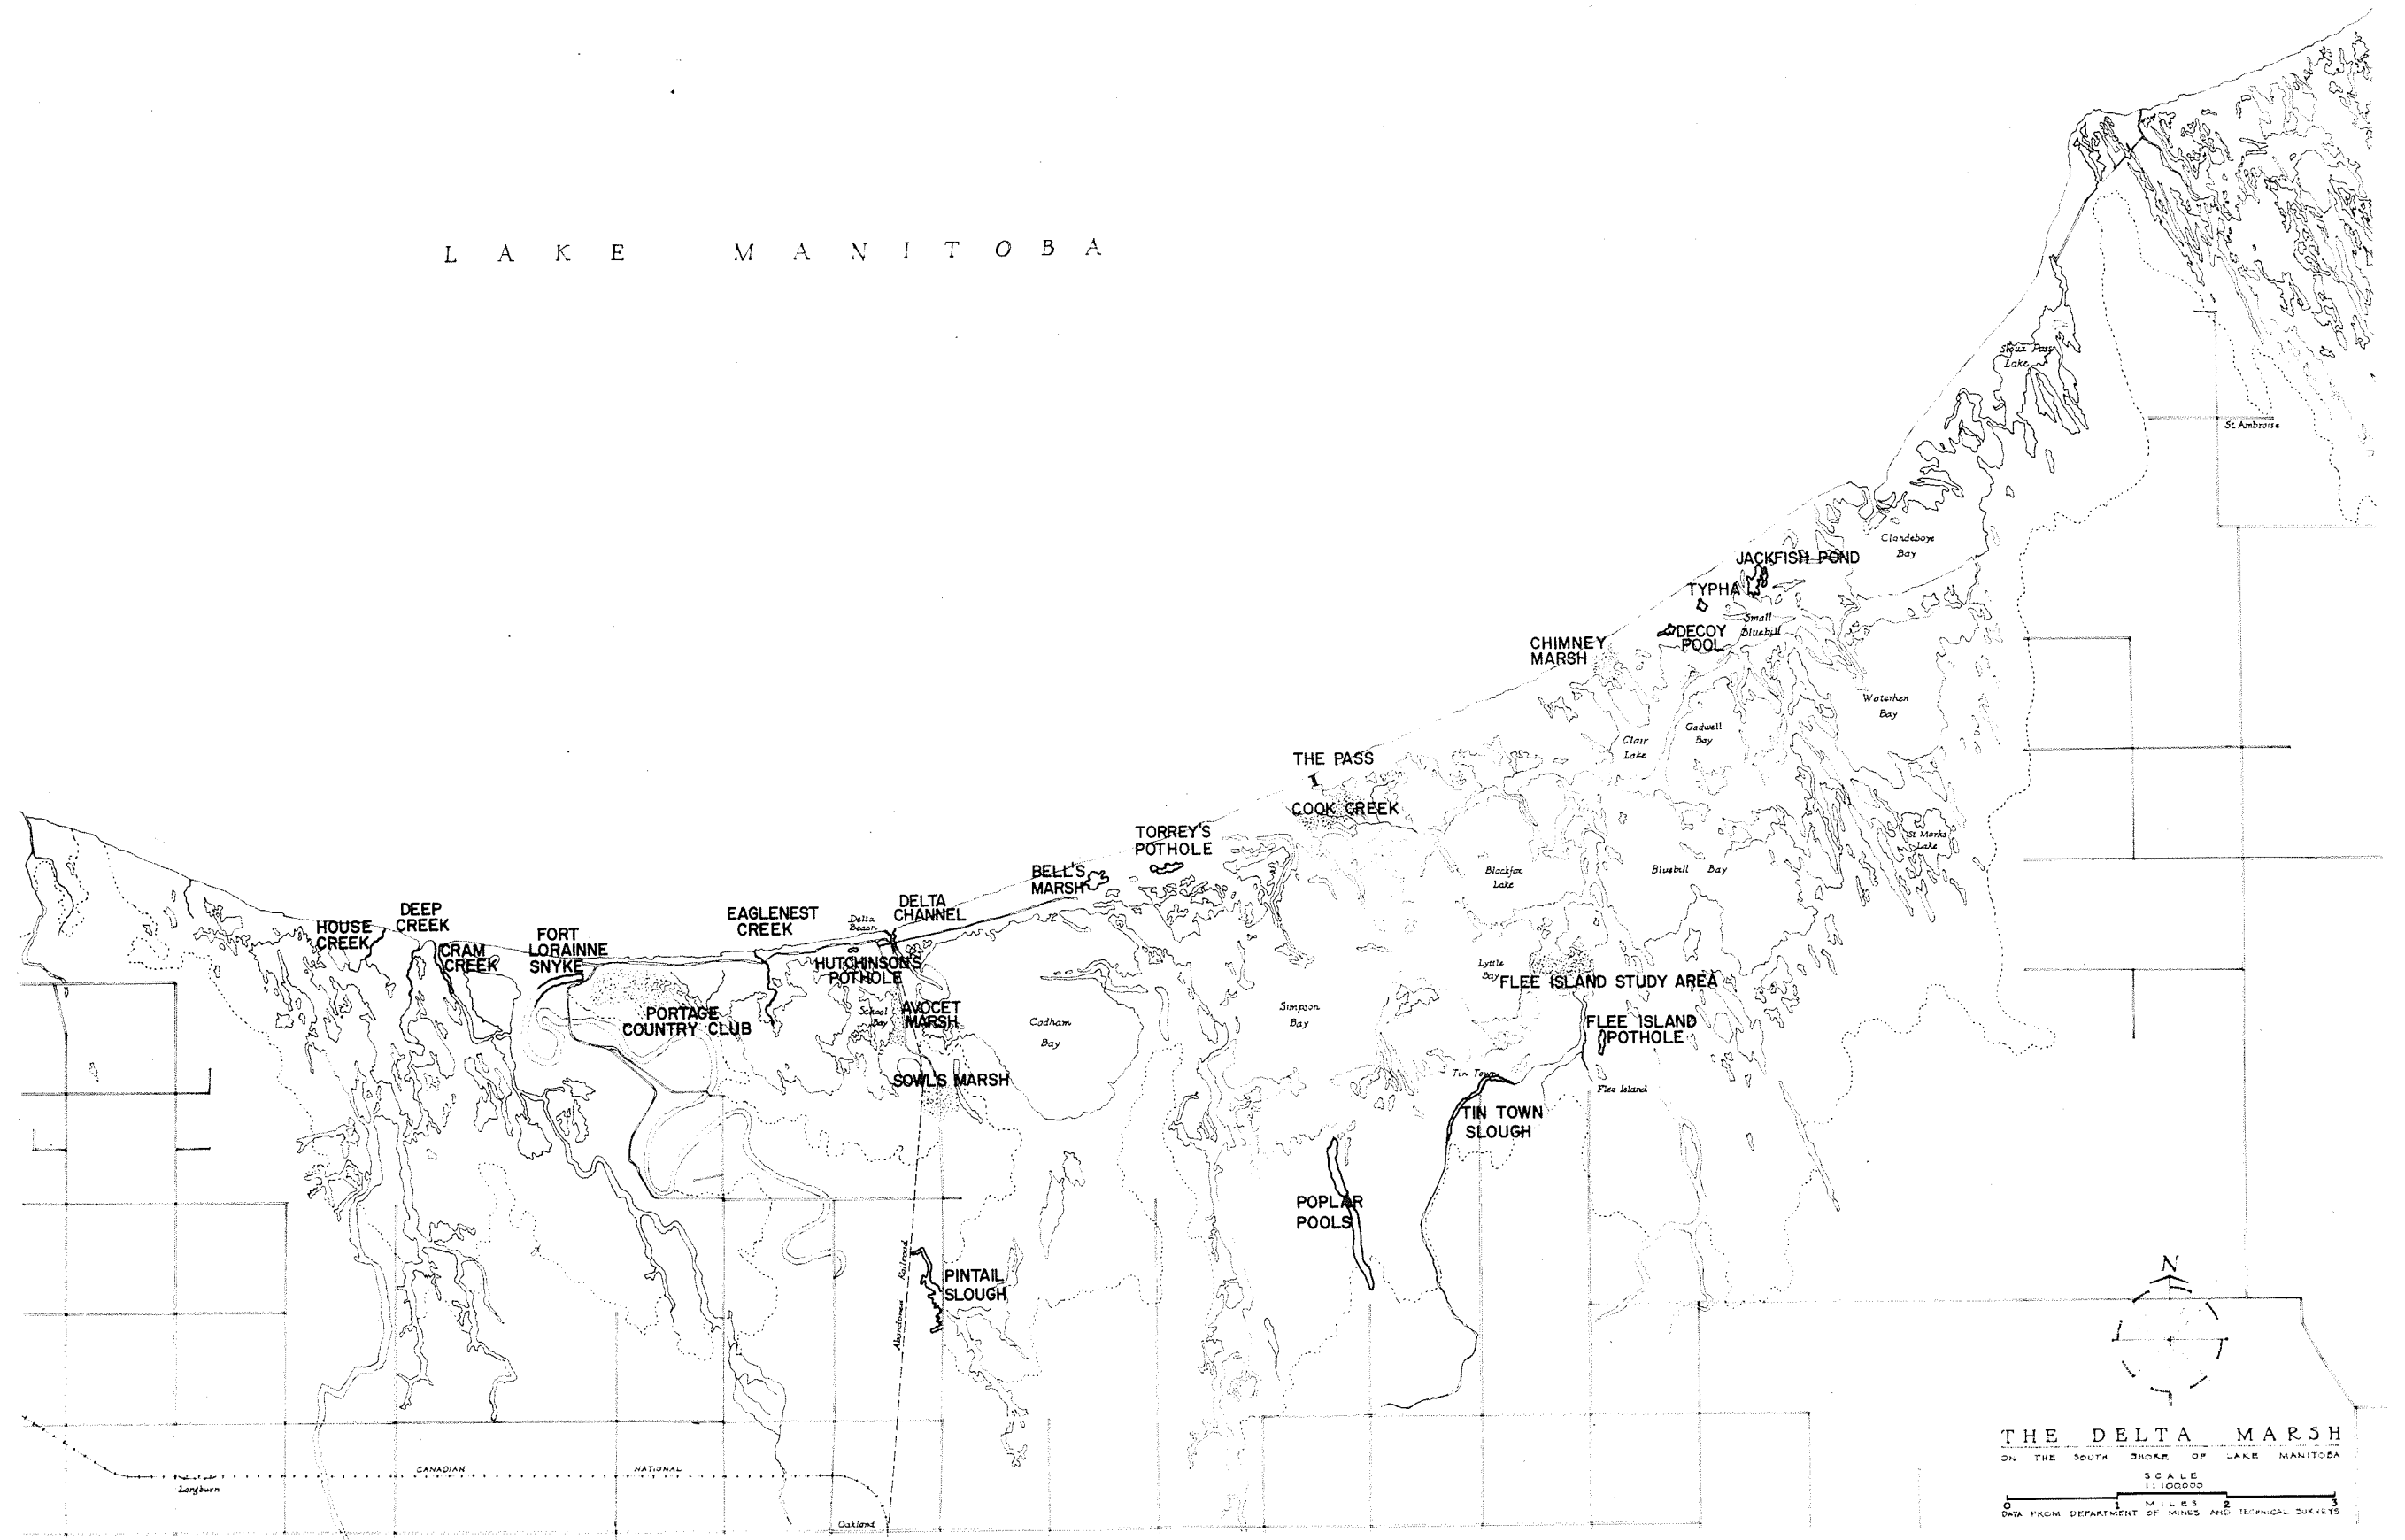 LAKE MANITOBA
Sioux Pass
Lake
St Ambroise
Clandeboye
Bay
JACKFISH POND
TYPHA
Small
Bluebill
DECOY
POOL
CHIMNEY
MARSH
Waterhen
Bay
Gadwell
Bay
Clair
Lake
THE PASS
COOK CREEK
TORREY'S
POTHOLE
St Marks
Lake
BELL'S
MARSH
Blackfox
Lake
Bluebill Bay
DELTA
CHANNEL
DEEP
CREEK
EAGLENEST
CREEK
Delta
Beacon
HOUSE
CREEK
FORT
LORAINNE
SNYKE
CRAM
CREEK
HUTCHINSON'S
POTHOLE
Lyttle
Bay
FLEE ISLAND STUDY AREA
PORTAGE
COUNTRY CLUB
School
Bay
AVOCET
MARSH
Cadham
Bay
Simpson
Bay
FLEE ISLAND
POTHOLE
SOWL'S MARSH
Tin Town
Flee Island
TIN TOWN
SLOUGH
POPLAR
POOLS
Abandoned Railroad
PINTAIL
SLOUGH
N
THE DELTA MARSH
ON THE SOUTH SHORE OF LAKE MANITOBA
SCALE
1:100000
0 1 MILES 2 3
DATA FROM DEPARTMENT OF MINES AND TECHNICAL SURVEYS
CANADIAN NATIONAL
Longburn
Oakland